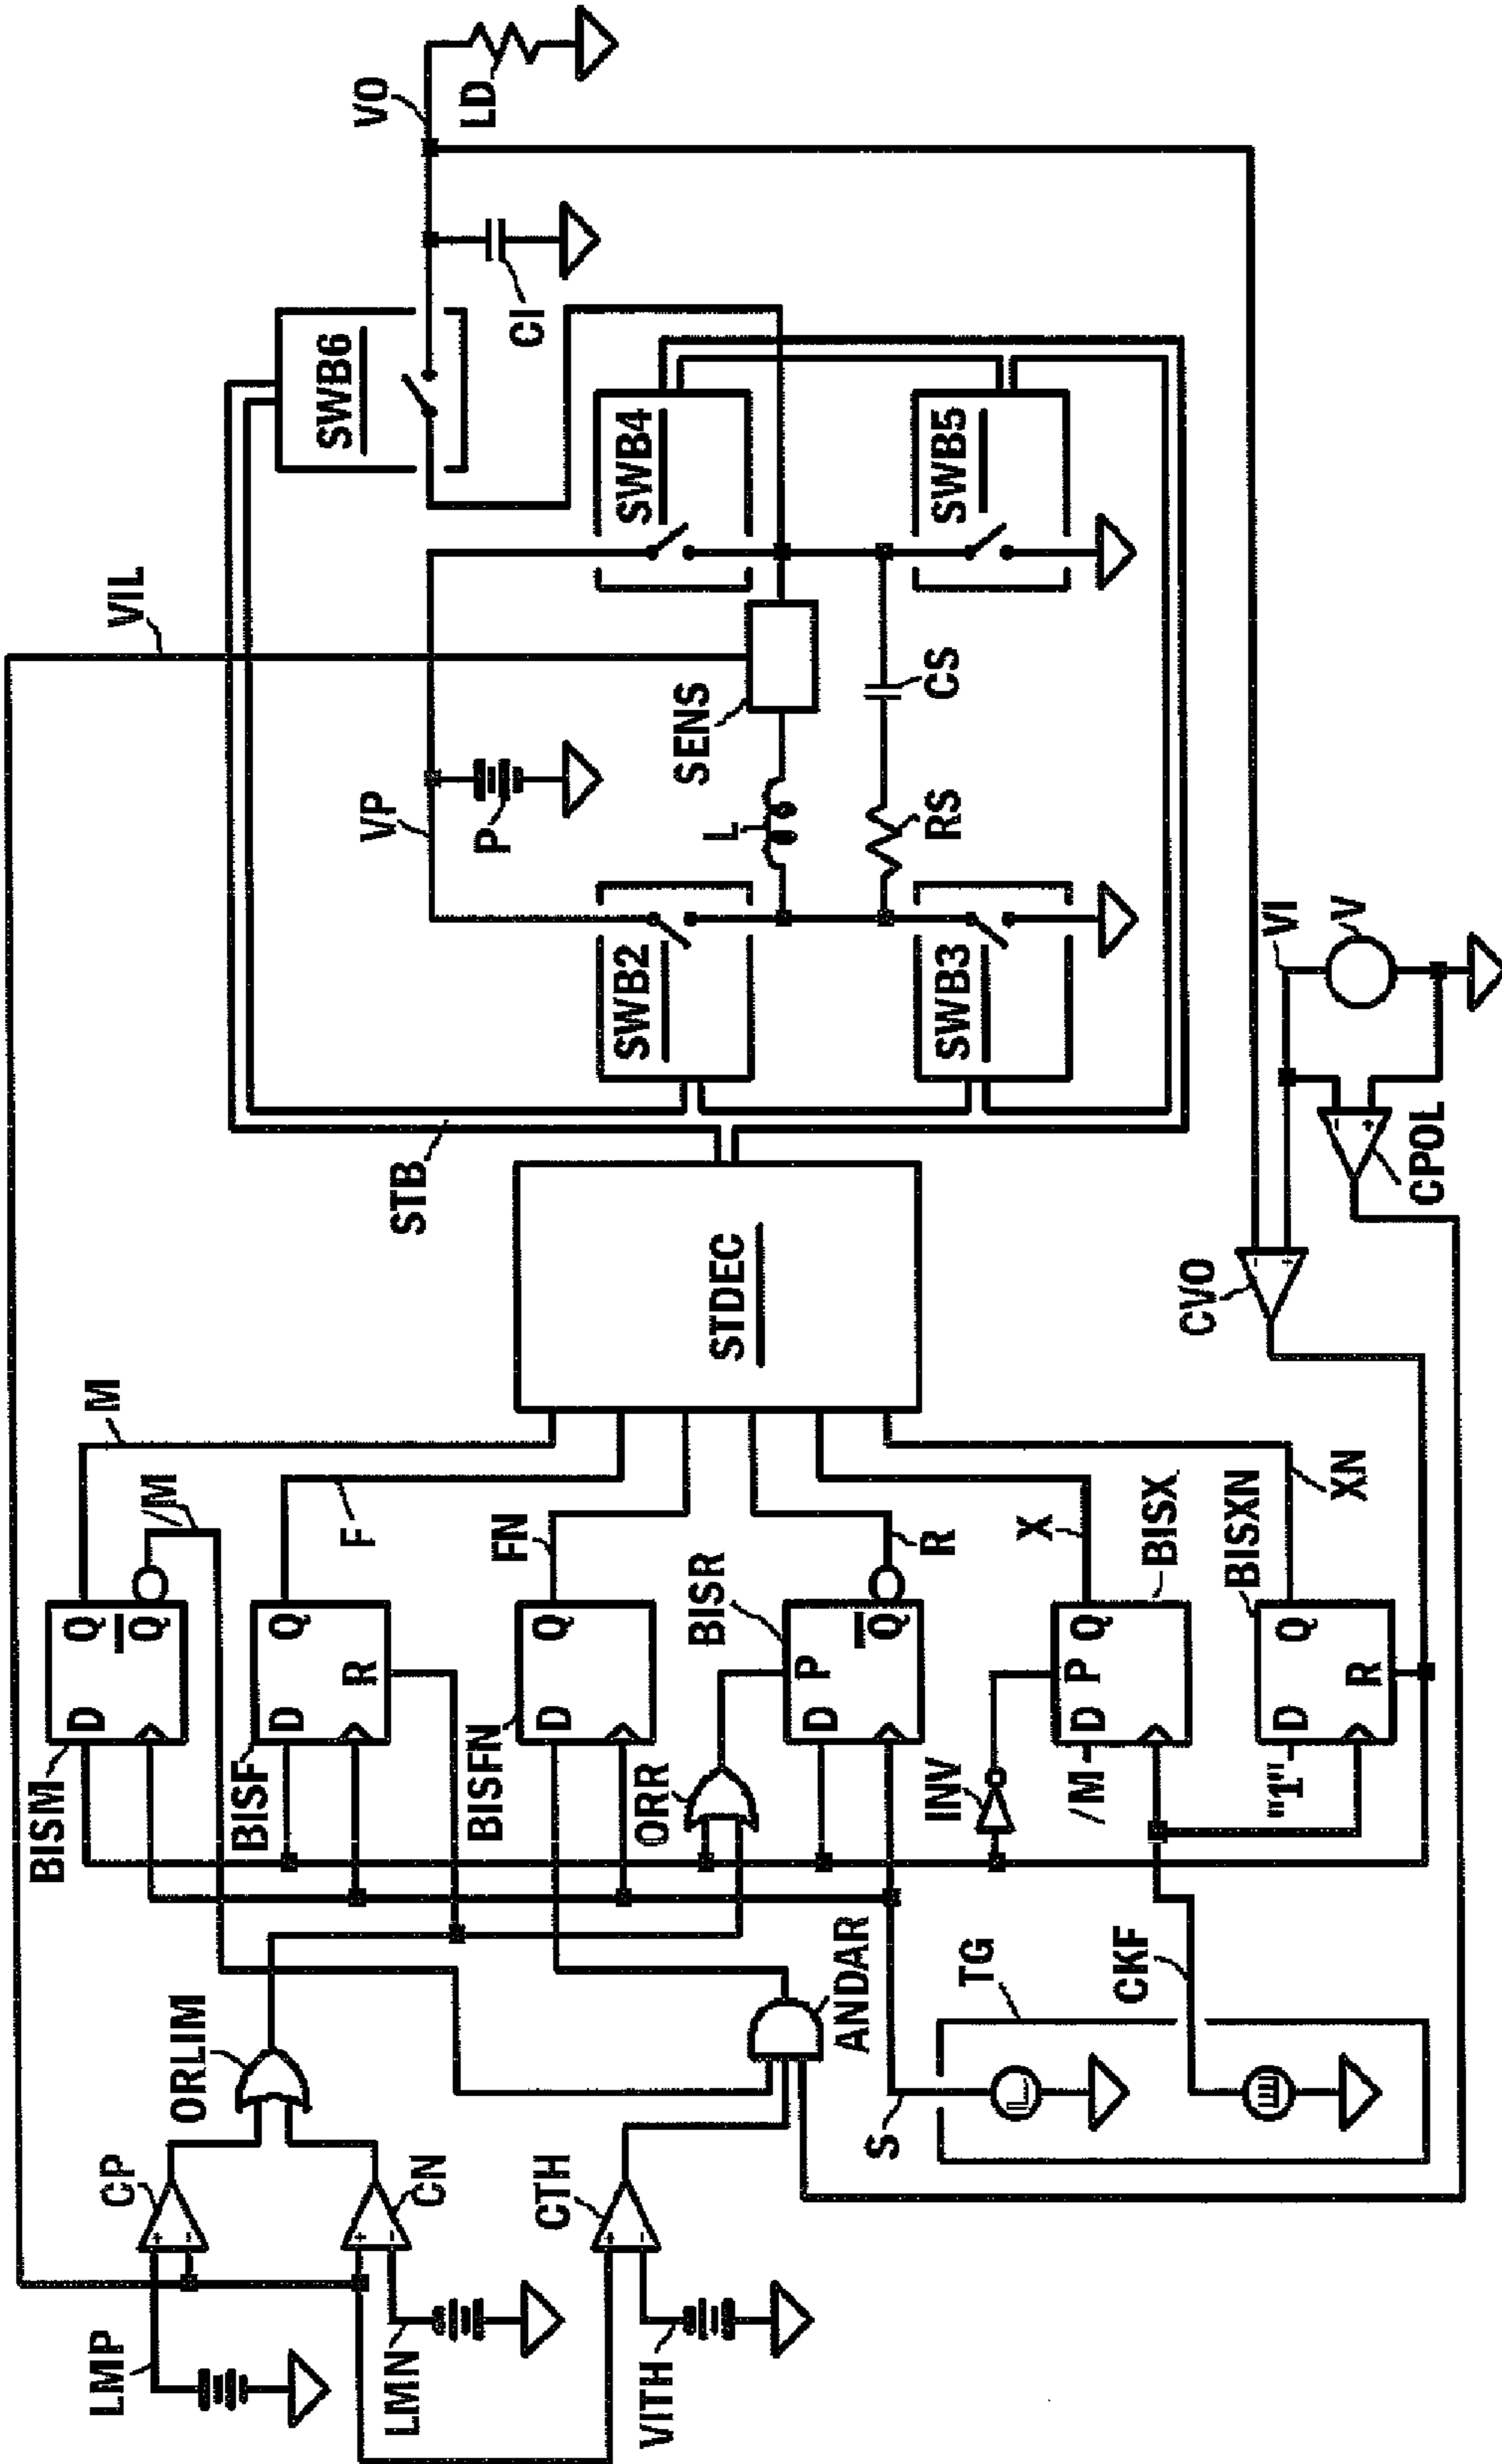 LMP
CP
LMN
CN
VITH
CTH
ORLIM
ANDAR
S
TG
CKF
BISM
D
Q
Q
M
/M
BISF
D
Q
R
F
BISFN
D
Q
FN
ORR
BISR
D
P
Q
R
INV
/M
D
P
Q
X
BISX
"1"
D
Q
R
XN
BISXN
STDEC
STB
CVO
CPOL
VI
V
VIL
VP
P
SWB2
SWB3
L
SENS
RS
CS
SWB4
SWB5
SWB6
CI
VO
LD